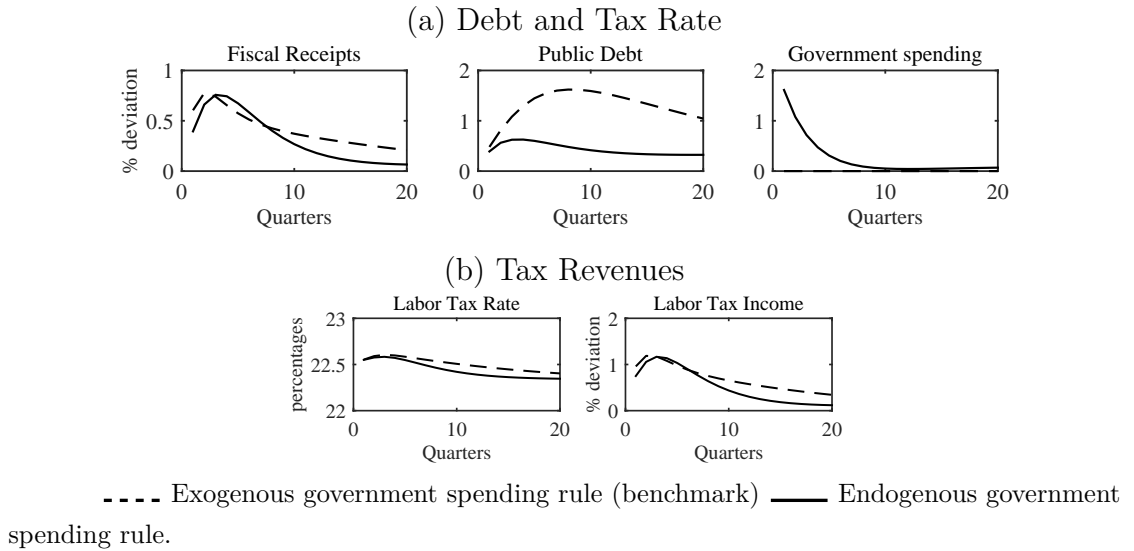 (a) Debt and Tax Rate
Fiscal Receipts
Public Debt
Government spending
% deviation
1
0.5
0
2
1
0
2
1
0
0
10
20
0
10
20
0
10
20
Quarters
Quarters
Quarters
(b) Tax Revenues
Labor Tax Rate
Labor Tax Income
percentages
23
22.5
22
% deviation
2
1
0
0
10
20
0
10
20
Quarters
Quarters
Exogenous government spending rule (benchmark) Endogenous government
spending rule.